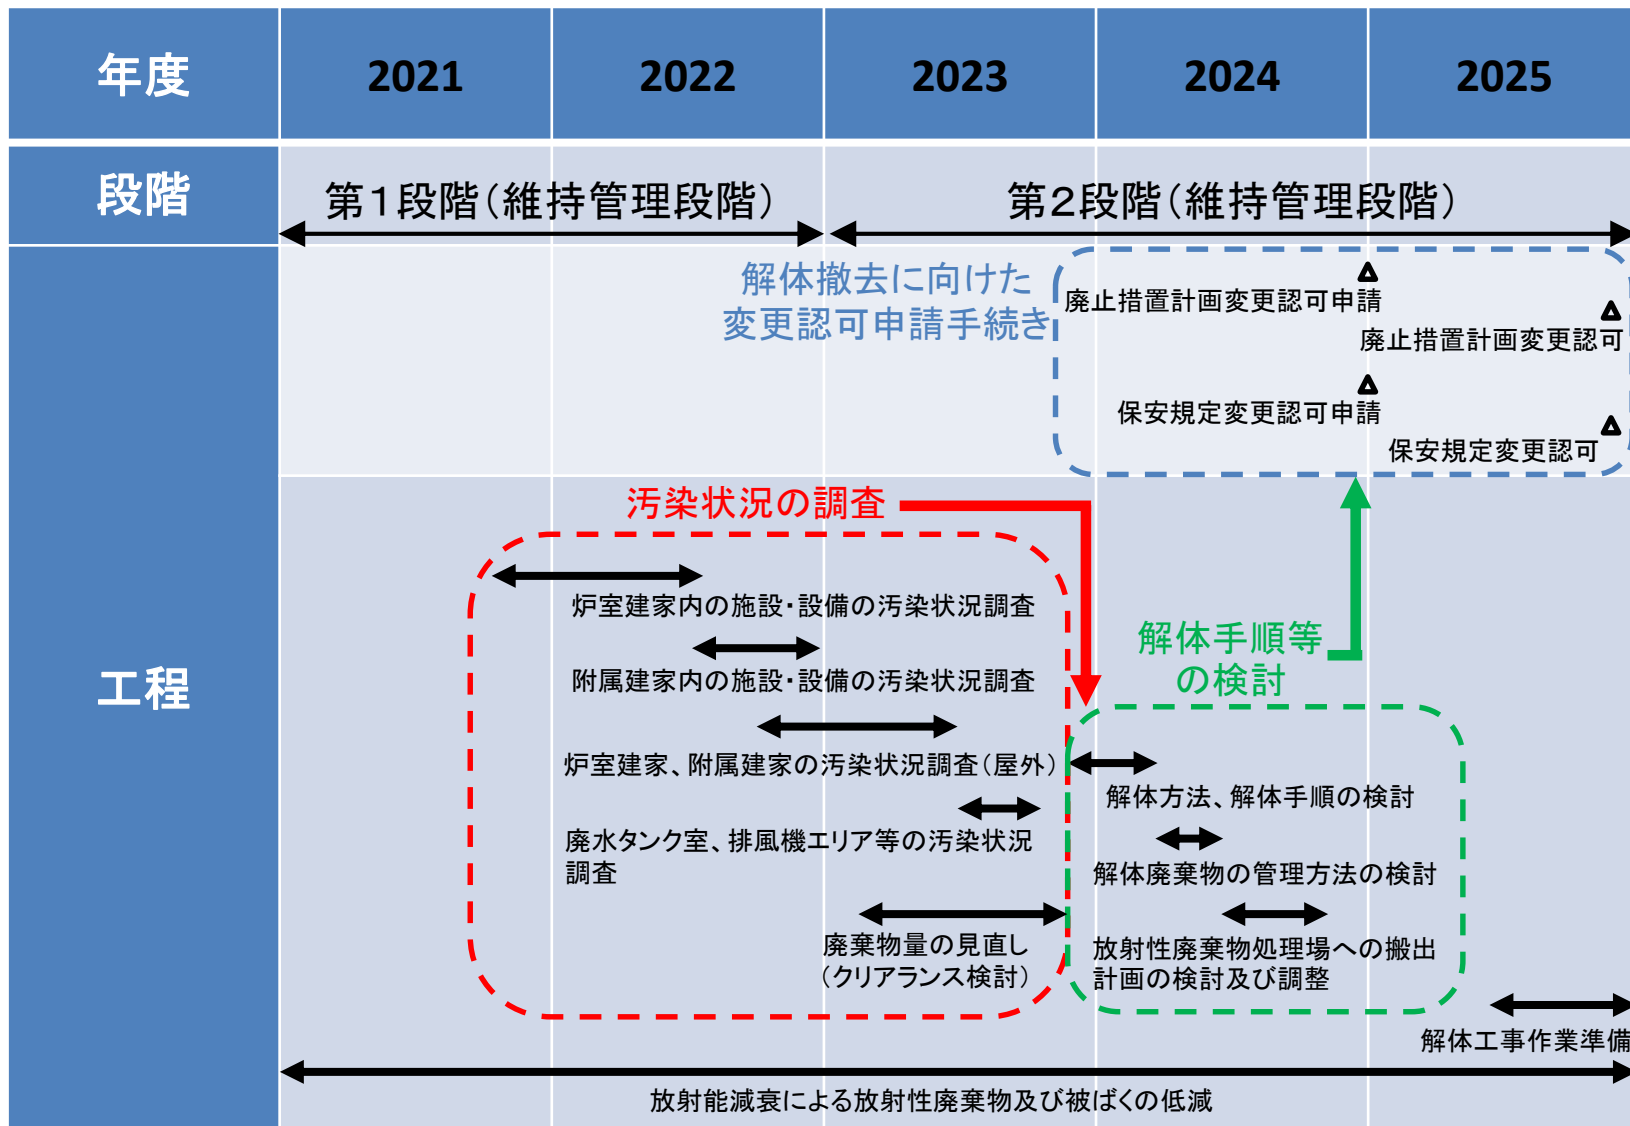 年度
2021
2022
2023
2024
2025
段階
第1段階（維持管理段階）
第2段階（維持管理段階）
工程
解体撤去に向けた
変更認可申請手続き
廃止措置計画変更認可申請
廃止措置計画変更認可
保安規定変更認可申請
保安規定変更認可
汚染状況の調査
炉室建家内の施設・設備の汚染状況調査
附属建家内の施設・設備の汚染状況調査
炉室建家、附属建家の汚染状況調査（屋外）
廃水タンク室、排風機エリア等の汚染状況
調査
廃棄物量の見直し
（クリアランス検討）
解体手順等
の検討
解体方法、解体手順の検討
解体廃棄物の管理方法の検討
放射性廃棄物処理場への搬出
計画の検討及び調整
解体工事作業準備
放射能減衰による放射性廃棄物及び被ばくの低減